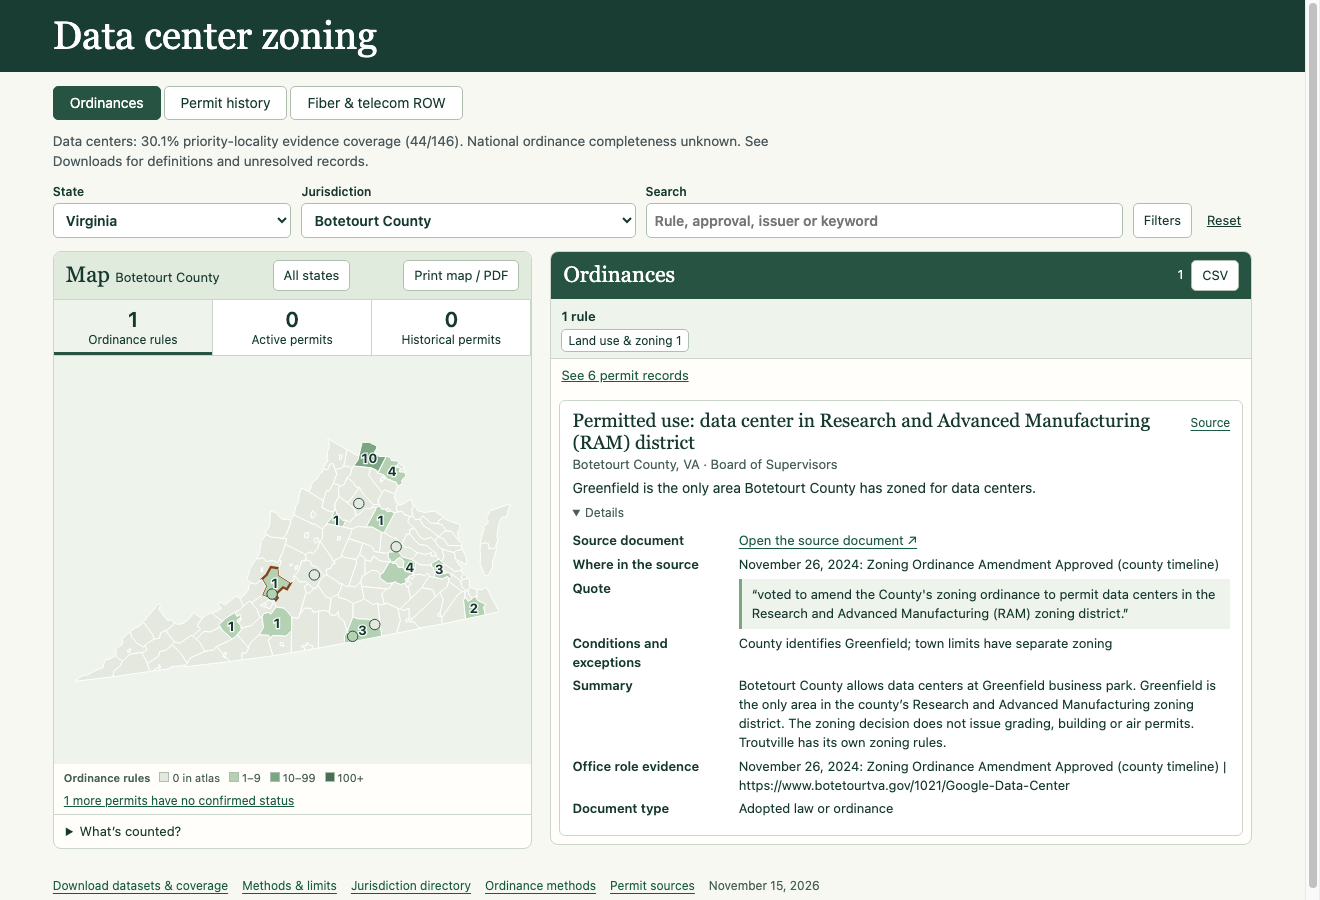 Data center zoning
Ordinances
Permit history
Fiber & telecom ROW
Data centers: 30.1% priority-locality evidence coverage (44/146). National ordinance completeness unknown. See
Downloads for definitions and unresolved records.
State
Jurisdiction
Search
Virginia
Botetourt County
Rule, approval, issuer or keyword
Filters
Reset
Map Botetourt County
All states
Print map / PDF
1
Ordinance rules
0
Active permits
0
Historical permits
10
4
1
1
4
3
1
2
1
1
3
Ordinance rules
0 in atlas
1–9
10–99
100+
1 more permits have no confirmed status
▶ What’s counted?
Ordinances
1
CSV
1 rule
Land use & zoning 1
See 6 permit records
Permitted use: data center in Research and Advanced Manufacturing
(RAM) district
Source
Botetourt County, VA · Board of Supervisors
Greenfield is the only area Botetourt County has zoned for data centers.
▼ Details
Source document
Open the source document ↗
Where in the source
November 26, 2024: Zoning Ordinance Amendment Approved (county timeline)
Quote
“voted to amend the County's zoning ordinance to permit data centers in the
Research and Advanced Manufacturing (RAM) zoning district.”
Conditions and
exceptions
County identifies Greenfield; town limits have separate zoning
Summary
Botetourt County allows data centers at Greenfield business park. Greenfield is
the only area in the county’s Research and Advanced Manufacturing zoning
district. The zoning decision does not issue grading, building or air permits.
Troutville has its own zoning rules.
Office role evidence
November 26, 2024: Zoning Ordinance Amendment Approved (county timeline) |
https://www.botetourtva.gov/1021/Google-Data-Center
Document type
Adopted law or ordinance
Download datasets & coverage
Methods & limits
Jurisdiction directory
Ordinance methods
Permit sources
November 15, 2026